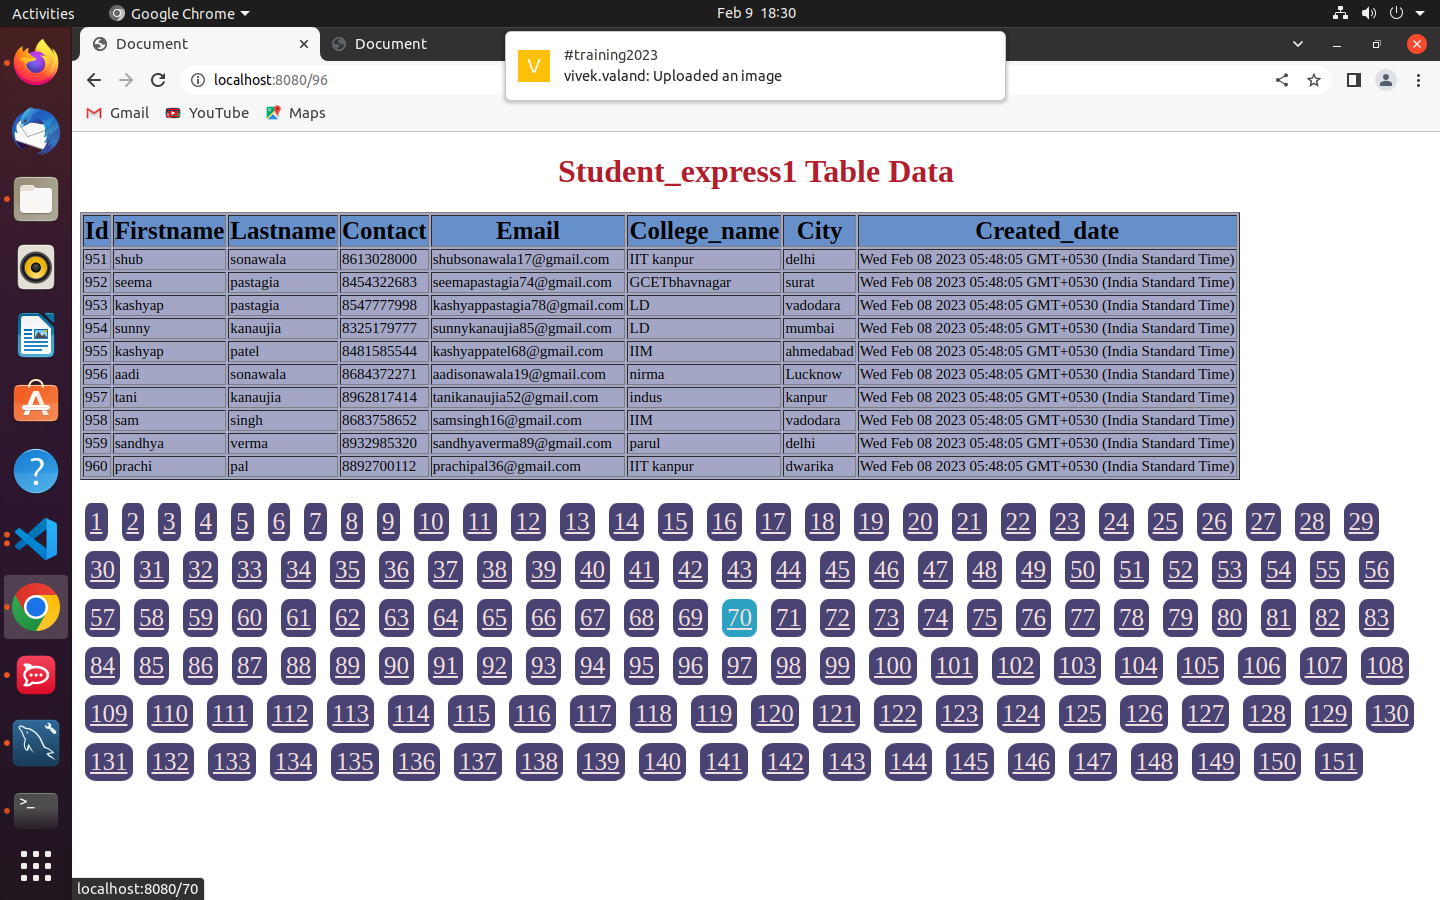 Activities Google Chrome Feb 9 18:30
Document Document
#training2023
V
vivek.valand: Uploaded an image
localhost:8080/96
Gmail YouTube Maps
Student_express1 Table Data
Id Firstname Lastname Contact Email College_name City Created_date
951 shub sonawala 8613028000 shubsonawala17@gmail.com IIT kanpur delhi Wed Feb 08 2023 05:48:05 GMT+0530 (India Standard Time)
952 seema pastagia 8454322683 seemapastagia74@gmail.com GCETbhavnagar surat Wed Feb 08 2023 05:48:05 GMT+0530 (India Standard Time)
953 kashyap pastagia 8547777998 kashyappastagia78@gmail.com LD vadodara Wed Feb 08 2023 05:48:05 GMT+0530 (India Standard Time)
954 sunny kanaujia 8325179777 sunnykanaujia85@gmail.com LD mumbai Wed Feb 08 2023 05:48:05 GMT+0530 (India Standard Time)
955 kashyap patel 8481585544 kashyappatel68@gmail.com IIM ahmedabad Wed Feb 08 2023 05:48:05 GMT+0530 (India Standard Time)
956 aadi sonawala 8684372271 aadisonawala19@gmail.com nirma Lucknow Wed Feb 08 2023 05:48:05 GMT+0530 (India Standard Time)
957 tani kanaujia 8962817414 tanikanaujia52@gmail.com indus kanpur Wed Feb 08 2023 05:48:05 GMT+0530 (India Standard Time)
958 sam singh 8683758652 samsingh16@gmail.com IIM vadodara Wed Feb 08 2023 05:48:05 GMT+0530 (India Standard Time)
959 sandhya verma 8932985320 sandhyaverma89@gmail.com parul delhi Wed Feb 08 2023 05:48:05 GMT+0530 (India Standard Time)
960 prachi pal 8892700112 prachipal36@gmail.com IIT kanpur dwarika Wed Feb 08 2023 05:48:05 GMT+0530 (India Standard Time)
1 2 3 4 5 6 7 8 9 10 11 12 13 14 15 16 17 18 19 20 21 22 23 24 25 26 27 28 29
30 31 32 33 34 35 36 37 38 39 40 41 42 43 44 45 46 47 48 49 50 51 52 53 54 55 56
57 58 59 60 61 62 63 64 65 66 67 68 69 70 71 72 73 74 75 76 77 78 79 80 81 82 83
84 85 86 87 88 89 90 91 92 93 94 95 96 97 98 99 100 101 102 103 104 105 106 107 108
109 110 111 112 113 114 115 116 117 118 119 120 121 122 123 124 125 126 127 128 129 130
131 132 133 134 135 136 137 138 139 140 141 142 143 144 145 146 147 148 149 150 151
localhost:8080/70